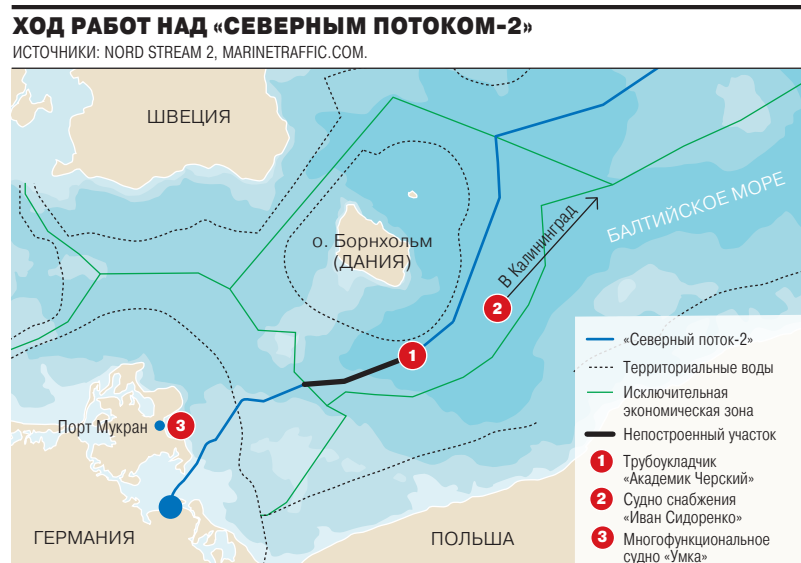 ХОД РАБОТ НАД «СЕВЕРНЫМ ПОТОКОМ-2»
ИСТОЧНИКИ: NORD STREAM 2, MARINETRAFFIC.COM.
ШВЕЦИЯ
о. Борнхольм
(ДАНИЯ)
В Калининград
БАЛТИЙСКОЕ МОРЕ
2
1
Порт Мукран
3
ГЕРМАНИЯ
ПОЛЬША
«Северный поток-2»
Территориальные воды
Исключительная
экономическая зона
Непостроенный участок
1 Трубоукладчик
«Академик Черский»
2 Судно снабжения
«Иван Сидоренко»
3 Многофункциональное
судно «Умка»